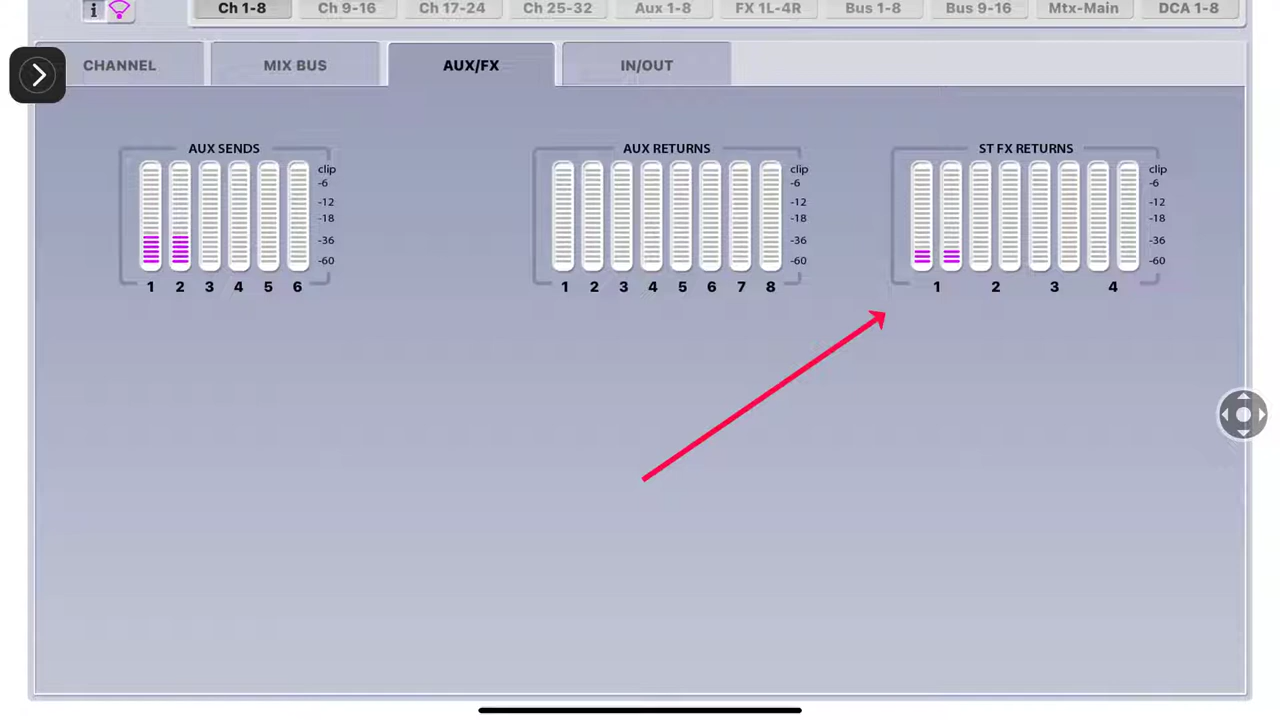 i Ch 1-8 Ch 9-16 Ch 17-24 Ch 25-32 Aux 1-8 FX 1L-4R Bus 1-8 Bus 9-16 Mtx-Main DCA 1-8
CHANNEL MIX BUS AUX/FX IN/OUT
AUX SENDS
clip
-6
-12
-18
-36
-60
1 2 3 4 5 6
AUX RETURNS
clip
-6
-12
-18
-36
-60
1 2 3 4 5 6 7 8
ST FX RETURNS
clip
-6
-12
-18
-36
-60
1 2 3 4